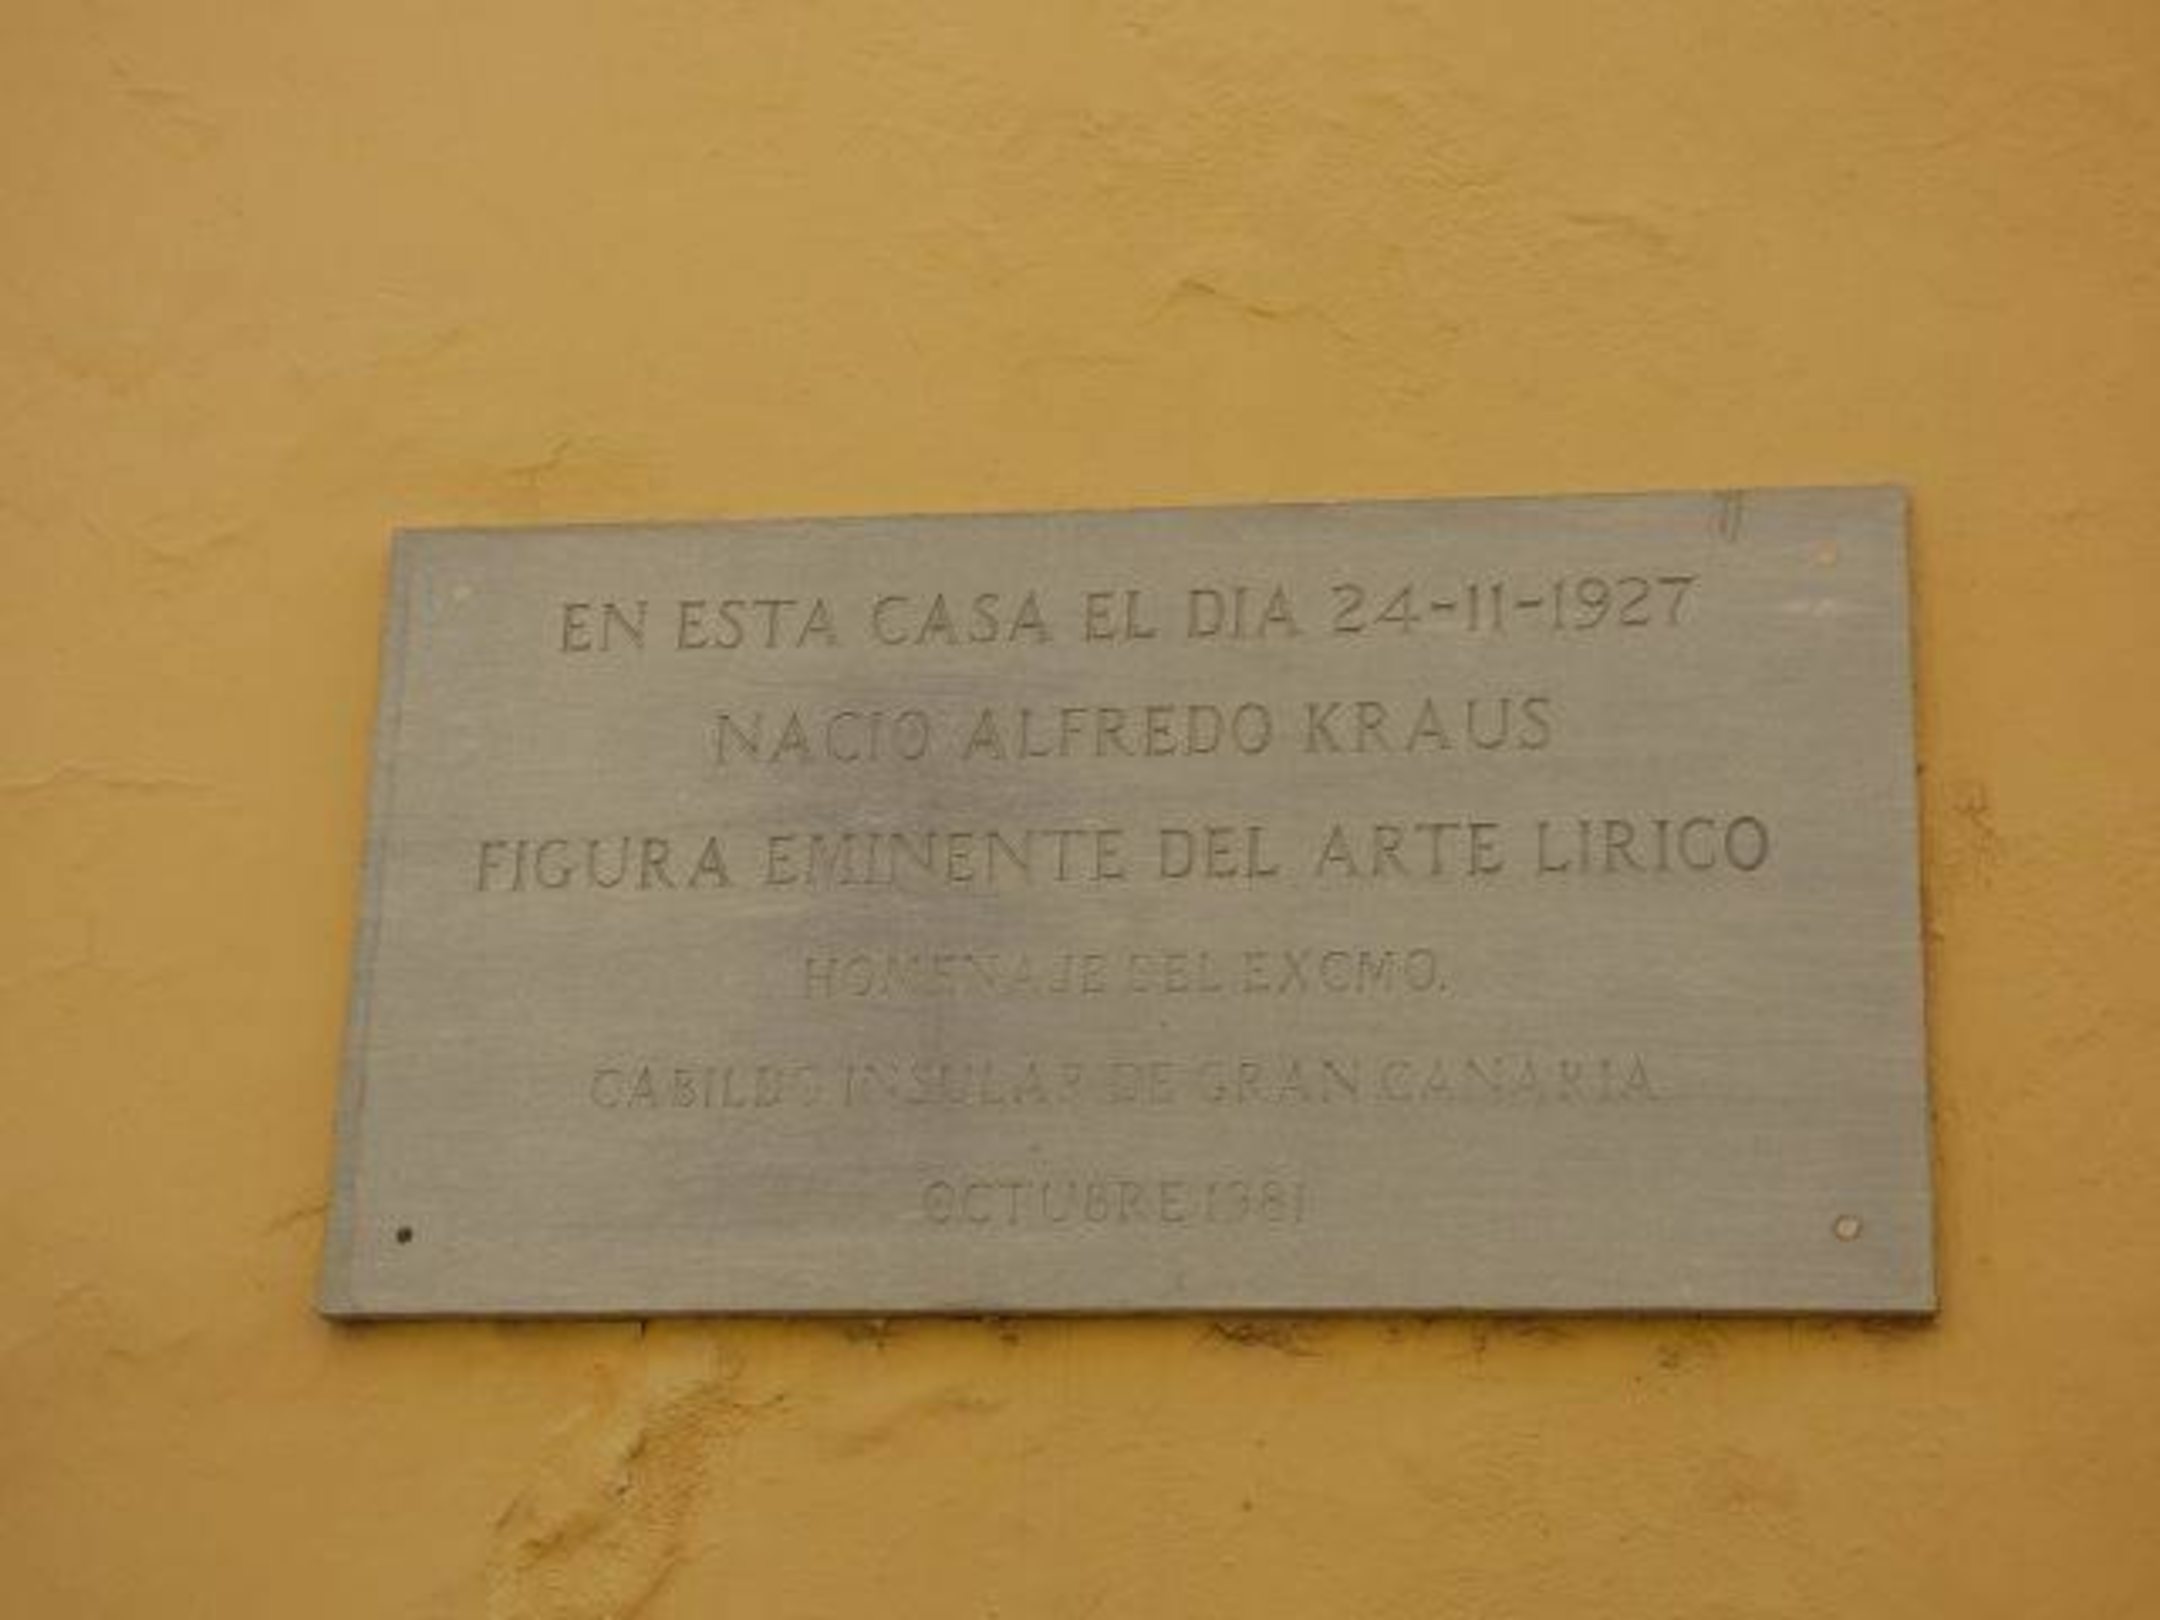 EN ESTA CASA EL DIA 24-11-1927
NACIO ALFREDO KRAUS
FIGURA EMINENTE DEL ARTE LIRICO
HOMENAJE DEL EXCMO.
CABILDO INSULAR DE GRAN CANARIA
OCTUBRE 1981